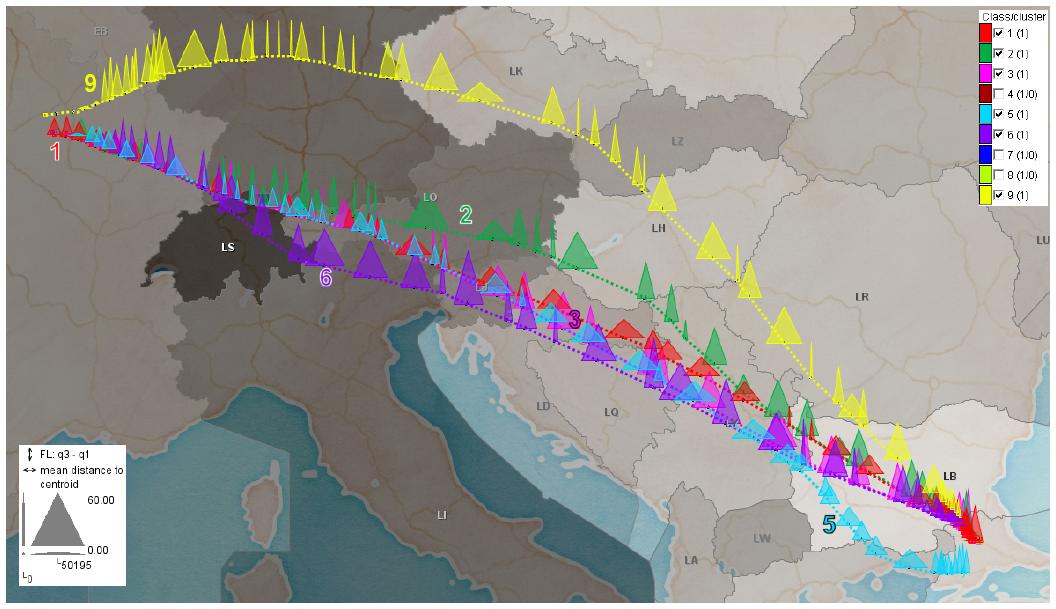 Class/cluster
1 (1)
2 (1)
3 (1)
4 (1/0)
5 (1)
6 (1)
7 (1/0)
8 (1/0)
9 (1)
EB
LK
9
LZ
1
LO
2
LH
LU
LS
6
LJ
3
LR
LD
LQ
FL: q3 - q1
mean distance to
centroid
60.00
0.00
50195
0
LI
LB
5
LW
LA